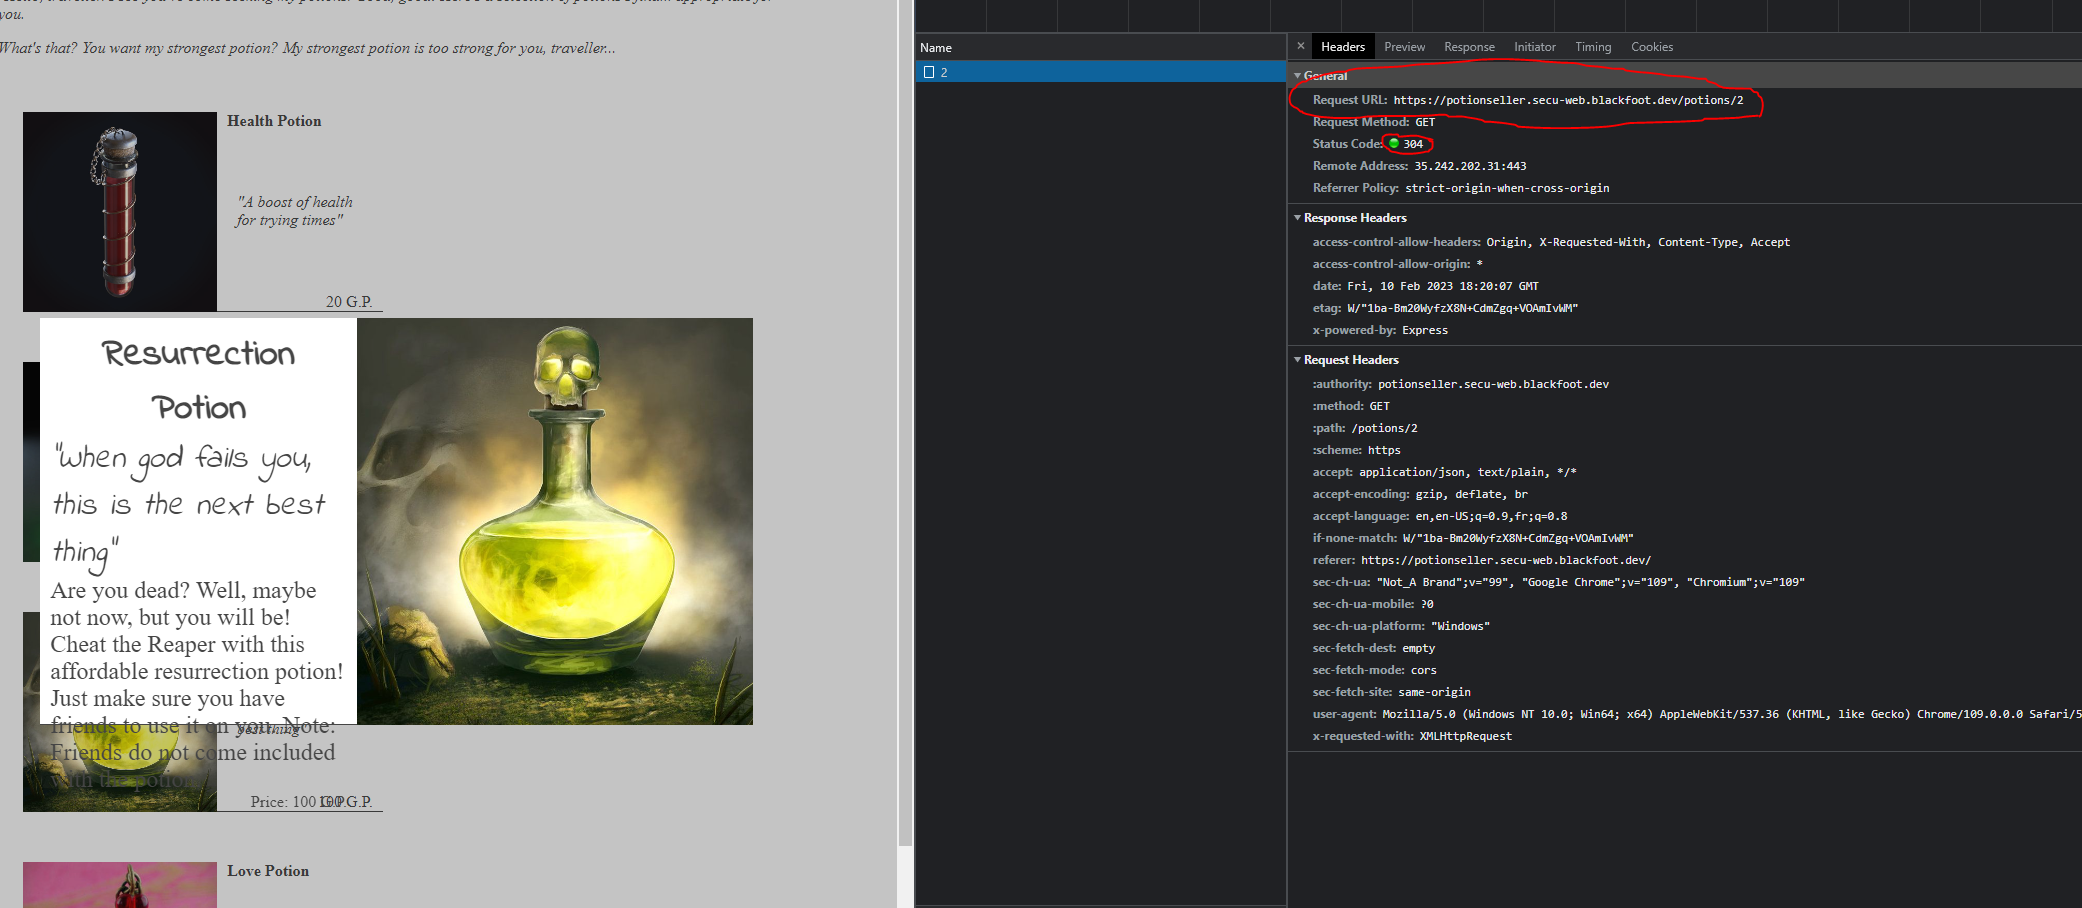 you.
What's that? You want my strongest potion? My strongest potion is too strong for you, traveller...
Health Potion
"A boost of health
for trying times"
20 G.P.
Resurrection
Potion
"When god fails you,
this is the next best
thing"
Are you dead? Well, maybe
not now, but you will be!
Cheat the Reaper with this
affordable resurrection potion!
Just make sure you have
friends to use it on you. Note:
Friends do not come included
with the potion
best thing"
Price: 100 G.P.
100 G.P.
Love Potion
Name
2
× Headers Preview Response Initiator Timing Cookies
General
Request URL: https://potionseller.secu-web.blackfoot.dev/potions/2
Request Method: GET
Status Code: 304
Remote Address: 35.242.202.31:443
Referrer Policy: strict-origin-when-cross-origin
Response Headers
access-control-allow-headers: Origin, X-Requested-With, Content-Type, Accept
access-control-allow-origin: *
date: Fri, 10 Feb 2023 18:20:07 GMT
etag: W/"1ba-Bm20WyfzX8N+CdmZgq+VOAmIvWM"
x-powered-by: Express
Request Headers
:authority: potionseller.secu-web.blackfoot.dev
:method: GET
:path: /potions/2
:scheme: https
accept: application/json, text/plain, */*
accept-encoding: gzip, deflate, br
accept-language: en,en-US;q=0.9,fr;q=0.8
if-none-match: W/"1ba-Bm20WyfzX8N+CdmZgq+VOAmIvWM"
referer: https://potionseller.secu-web.blackfoot.dev/
sec-ch-ua: "Not_A Brand";v="99", "Google Chrome";v="109", "Chromium";v="109"
sec-ch-ua-mobile: ?0
sec-ch-ua-platform: "Windows"
sec-fetch-dest: empty
sec-fetch-mode: cors
sec-fetch-site: same-origin
user-agent: Mozilla/5.0 (Windows NT 10.0; Win64; x64) AppleWebKit/537.36 (KHTML, like Gecko) Chrome/109.0.0.0 Safari/5
x-requested-with: XMLHttpRequest